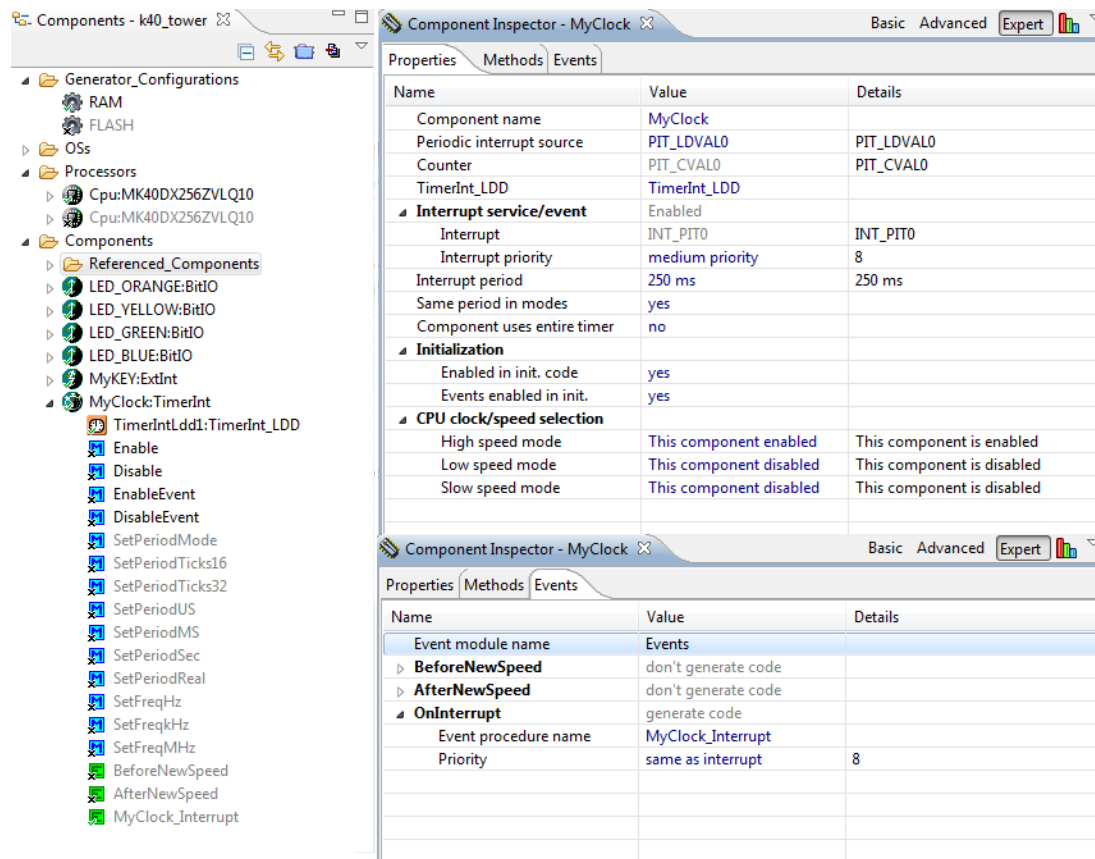 Components - k40_tower
Generator_Configurations
RAM
FLASH
OSs
Processors
Cpu:MK40DX256ZVLQ10
Cpu:MK40DX256ZVLQ10
Components
Referenced_Components
LED_ORANGE:BitIO
LED_YELLOW:BitIO
LED_GREEN:BitIO
LED_BLUE:BitIO
MyKEY:ExtInt
MyClock:TimerInt
TimerIntLdd1:TimerInt_LDD
Enable
Disable
EnableEvent
DisableEvent
SetPeriodMode
SetPeriodTicks16
SetPeriodTicks32
SetPeriodUS
SetPeriodMS
SetPeriodSec
SetPeriodReal
SetFreqHz
SetFreqkHz
SetFreqMHz
BeforeNewSpeed
AfterNewSpeed
MyClock_Interrupt
Component Inspector - MyClock Basic Advanced Expert
Properties Methods Events
Name Value Details
Component name MyClock
Periodic interrupt source PIT_LDVAL0 PIT_LDVAL0
Counter PIT_CVAL0 PIT_CVAL0
TimerInt_LDD TimerInt_LDD
Interrupt service/event Enabled
Interrupt INT_PIT0 INT_PIT0
Interrupt priority medium priority 8
Interrupt period 250 ms 250 ms
Same period in modes yes
Component uses entire timer no
Initialization
Enabled in init. code yes
Events enabled in init. yes
CPU clock/speed selection
High speed mode This component enabled This component is enabled
Low speed mode This component disabled This component is disabled
Slow speed mode This component disabled This component is disabled
Component Inspector - MyClock Basic Advanced Expert
Properties Methods Events
Name Value Details
Event module name Events
BeforeNewSpeed don't generate code
AfterNewSpeed don't generate code
OnInterrupt generate code
Event procedure name MyClock_Interrupt
Priority same as interrupt 8